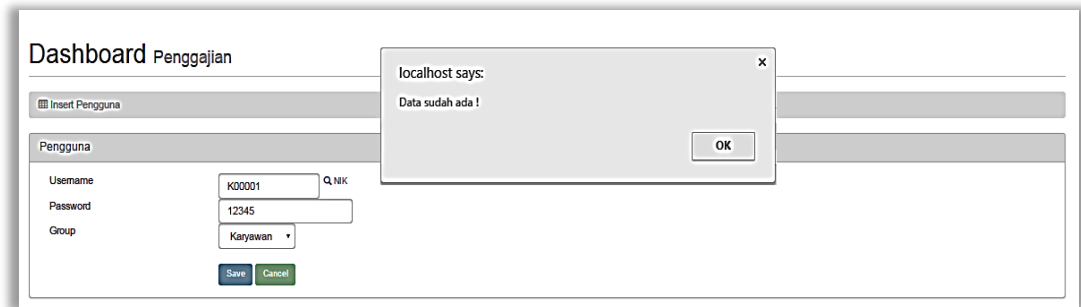 Dashboard Penggajian
Insert Pengguna
Pengguna
Username
K00001
NIK
Password
12345
Group
Karyawan
Save
Cancel
localhost says:
x
Data sudah ada !
OK